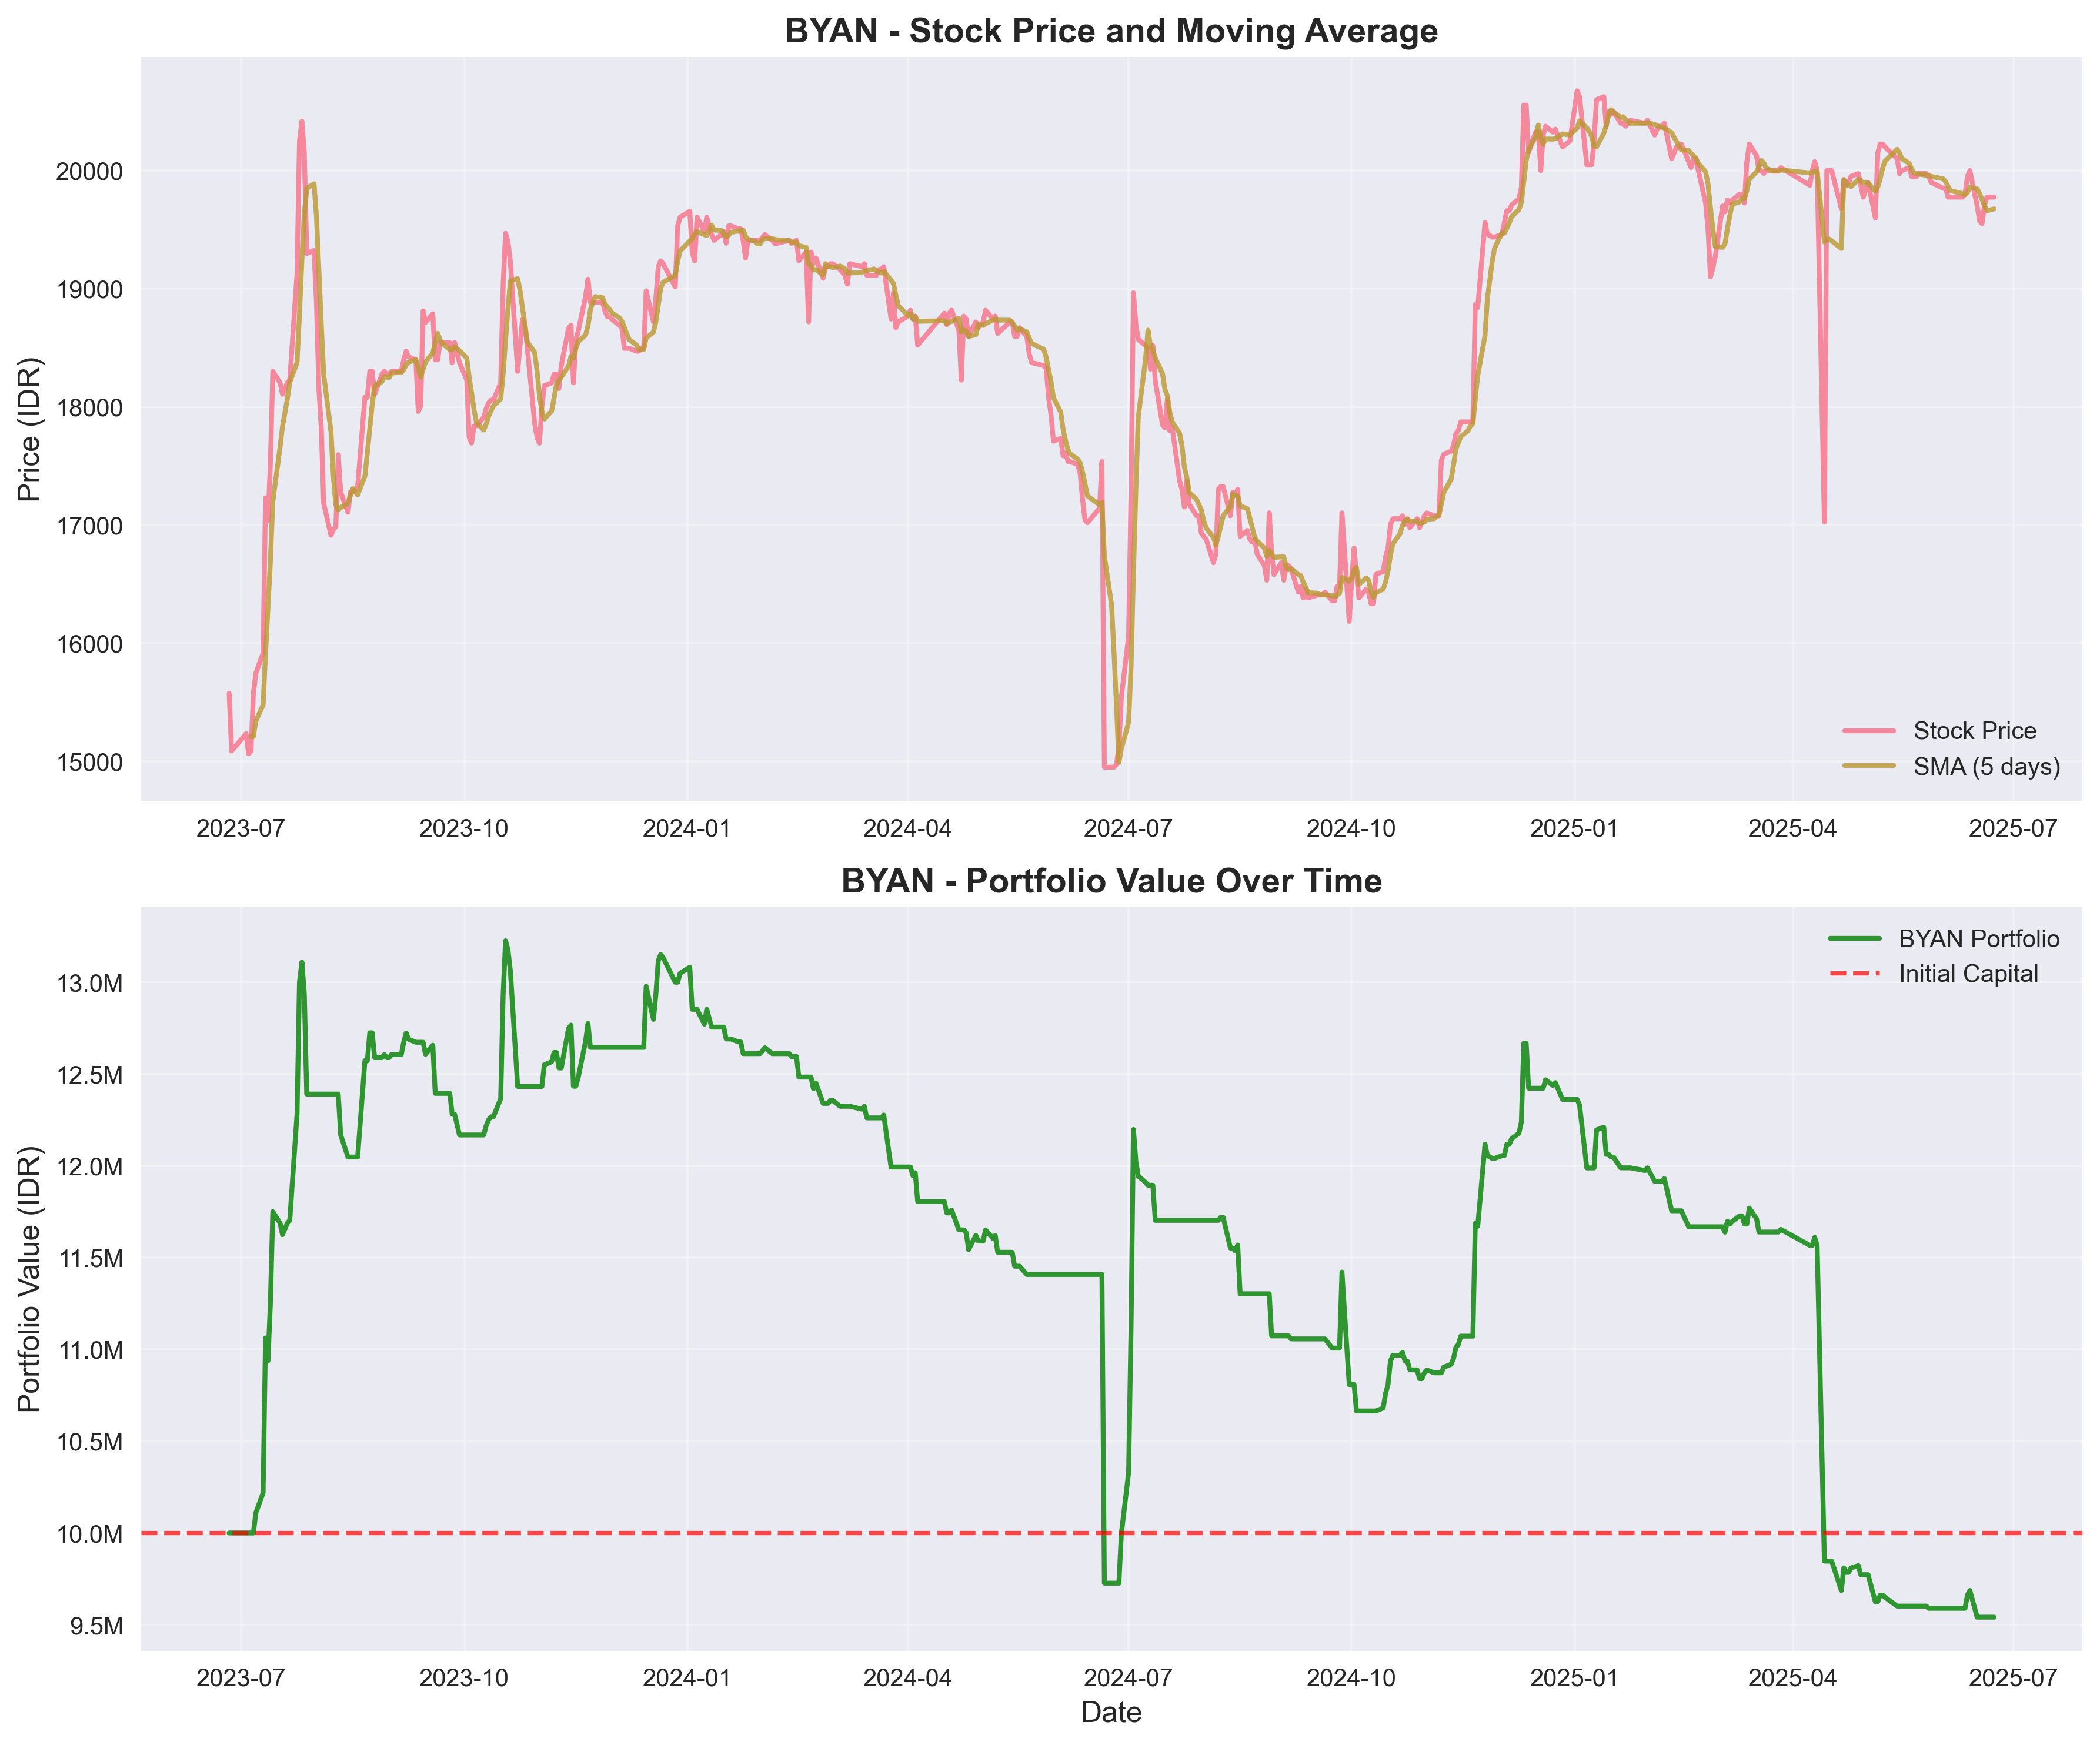 BYAN - Stock Price and Moving Average
Price (IDR)
20000
19000
18000
17000
16000
15000
Stock Price
SMA (5 days)
2023-07 2023-10 2024-01 2024-04 2024-07 2024-10 2025-01 2025-04 2025-07
BYAN - Portfolio Value Over Time
Portfolio Value (IDR)
13.0M
12.5M
12.0M
11.5M
11.0M
10.5M
10.0M
9.5M
BYAN Portfolio
Initial Capital
2023-07 2023-10 2024-01 2024-04 2024-07 2024-10 2025-01 2025-04 2025-07
Date